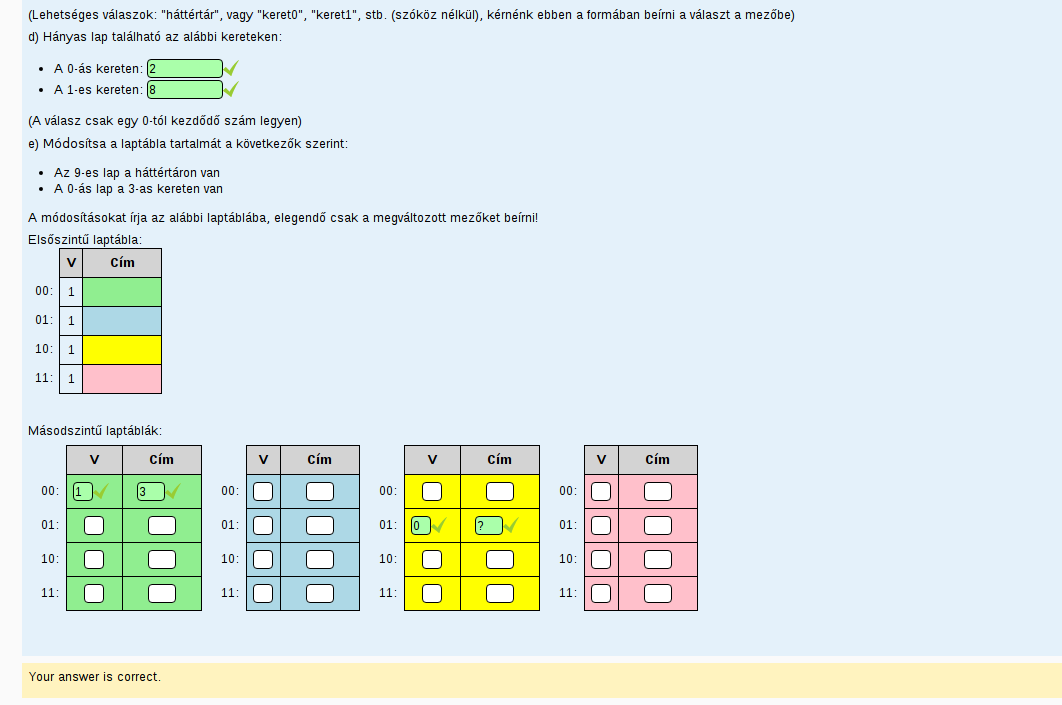 (Lehetséges válaszok: "háttértár", vagy "keret0", "keret1", stb. (szóköz nélkül), kérnénk ebben a formában beírni a választ a mezőbe)
d) Hányas lap található az alábbi kereteken:
• A 0-ás kereten: 2
• A 1-es kereten: 8
(A válasz csak egy 0-tól kezdődő szám legyen)
e) Módosítsa a laptábla tartalmát a következők szerint:
• Az 9-es lap a háttértáron van
• A 0-ás lap a 3-as kereten van
A módosításokat írja az alábbi laptáblába, elegendő csak a megváltozott mezőket beírni!
Elsőszintű laptábla:
V Cím
00: 1
01: 1
10: 1
11: 1
Másodszintű laptáblák:
V Cím V Cím V Cím V Cím
00: 1 3 00: 00: 00:
01: 01: 01: 0 ? 01:
10: 10: 10: 10:
11: 11: 11: 11:
Your answer is correct.